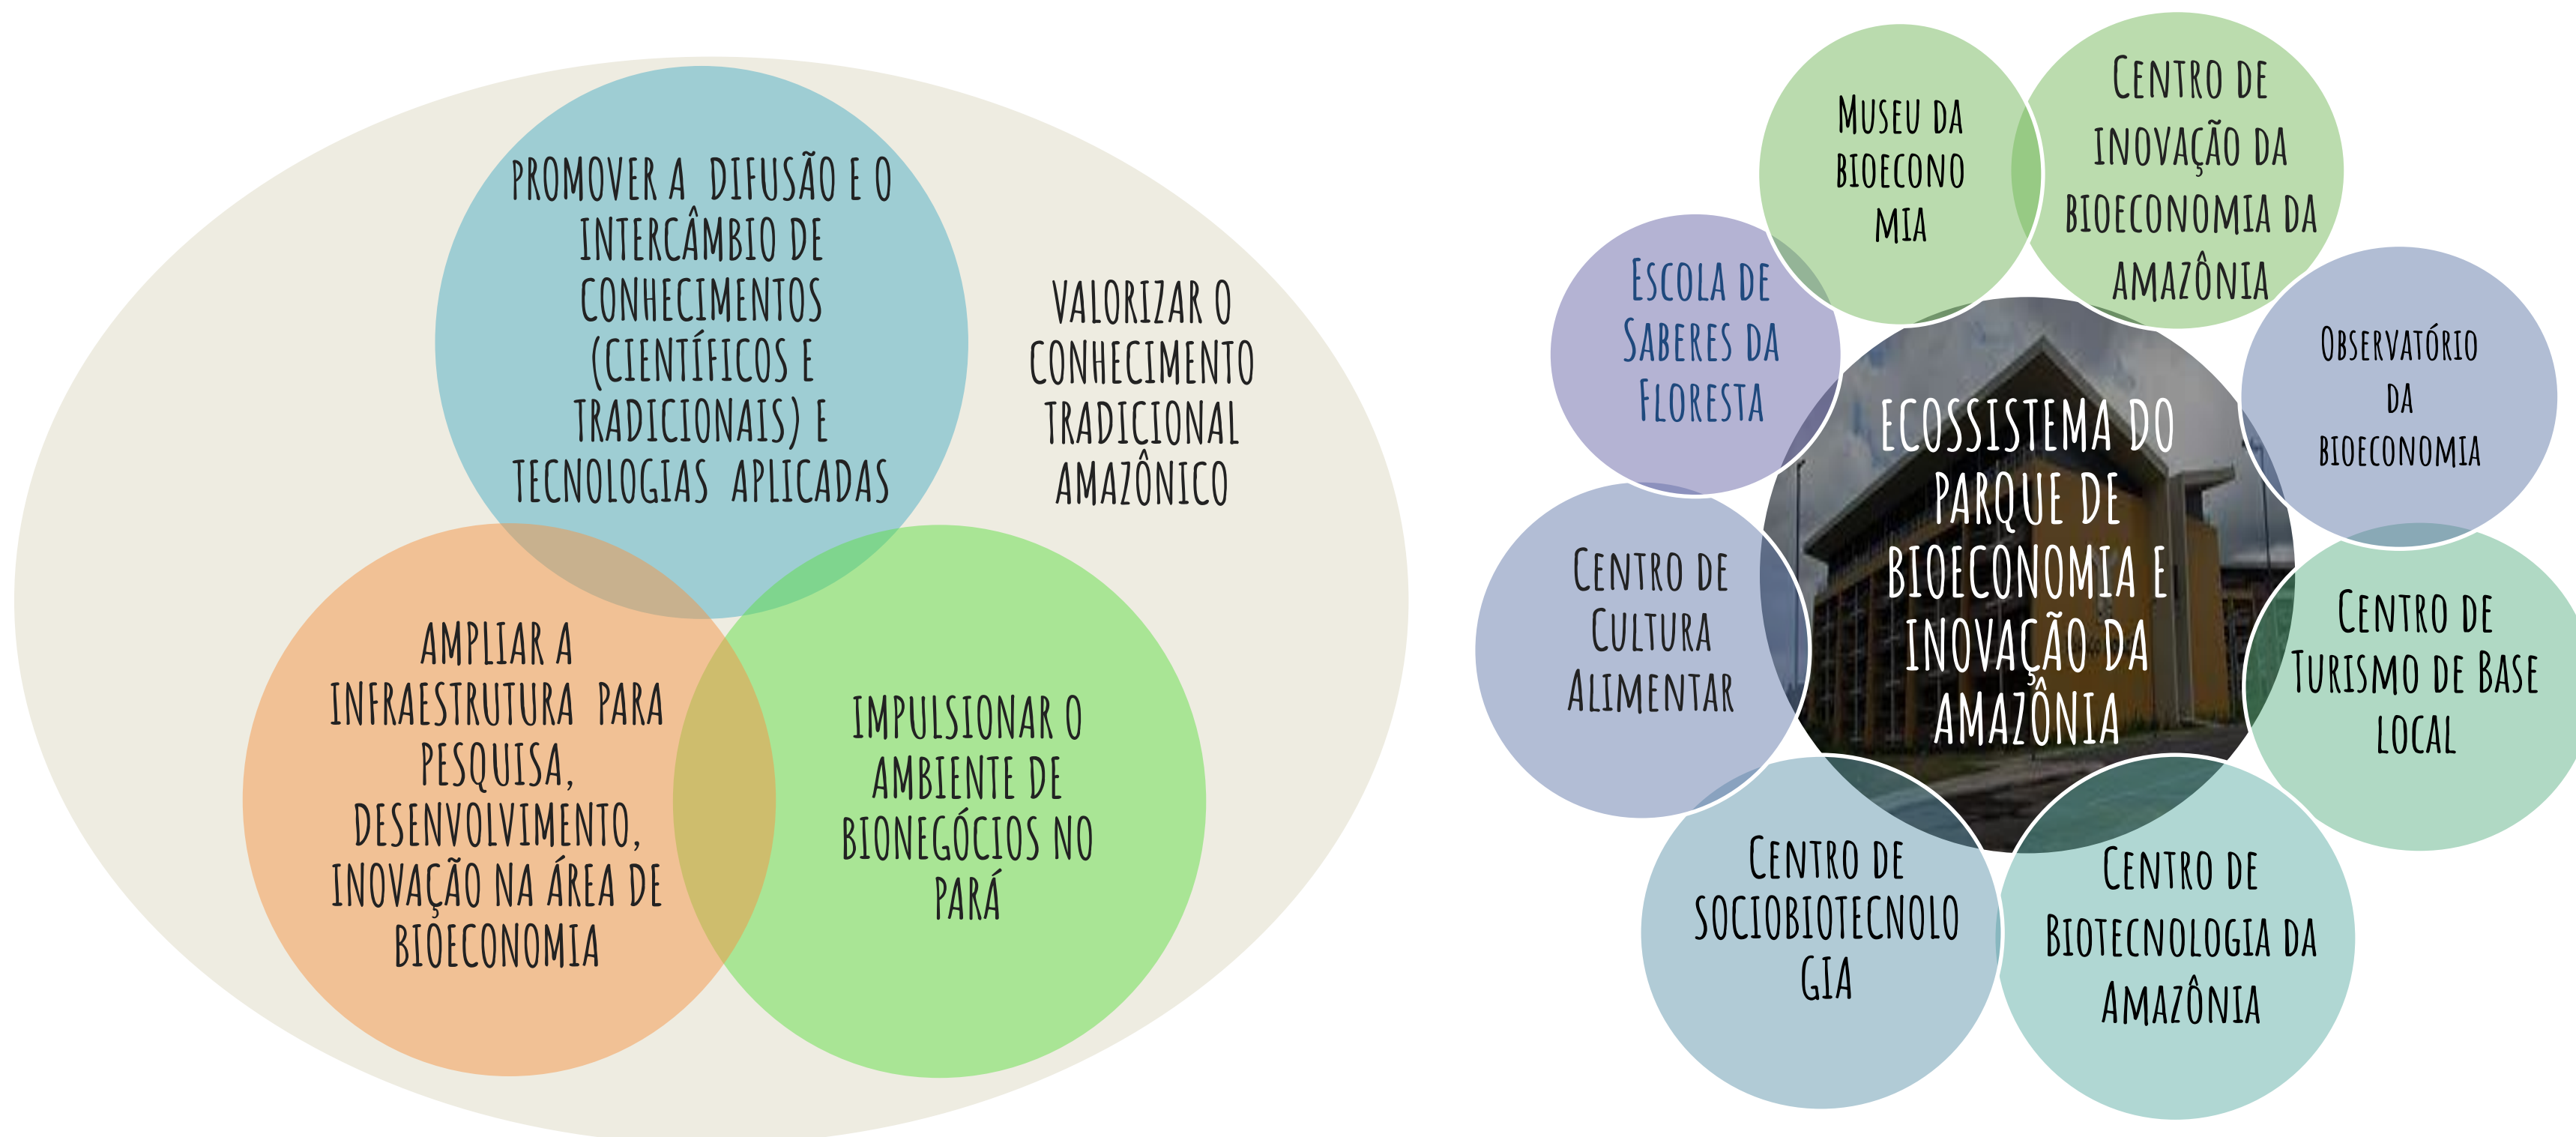 PROMOVER A DIFUSÃO E O
INTERCÂMBIO DE
CONHECIMENTOS
(CIENTÍFICOS E
TRADICIONAIS) E
TECNOLOGIAS APLICADAS
VALORIZAR O
CONHECIMENTO
TRADICIONAL
AMAZÔNICO
AMPLIAR A
INFRAESTRUTURA PARA
PESQUISA,
DESENVOLVIMENTO,
INOVAÇÃO NA ÁREA DE
BIOECONOMIA
IMPULSIONAR O
AMBIENTE DE
BIONEGÓCIOS NO
PARÁ
ECOSSISTEMA DO
PARQUE DE
BIOECONOMIA E
INOVAÇÃO DA
AMAZÔNIA
MUSEU DA
BIOECONO
MIA
CENTRO DE
INOVAÇÃO DA
BIOECONOMIA DA
AMAZÔNIA
OBSERVATÓRIO
DA
BIOECONOMIA
CENTRO DE
TURISMO DE BASE
LOCAL
CENTRO DE
BIOTECNOLOGIA DA
AMAZÔNIA
CENTRO DE
SOCIOBIOTECNOLO
GIA
CENTRO DE
CULTURA
ALIMENTAR
ESCOLA DE
SABERES DA
FLORESTA